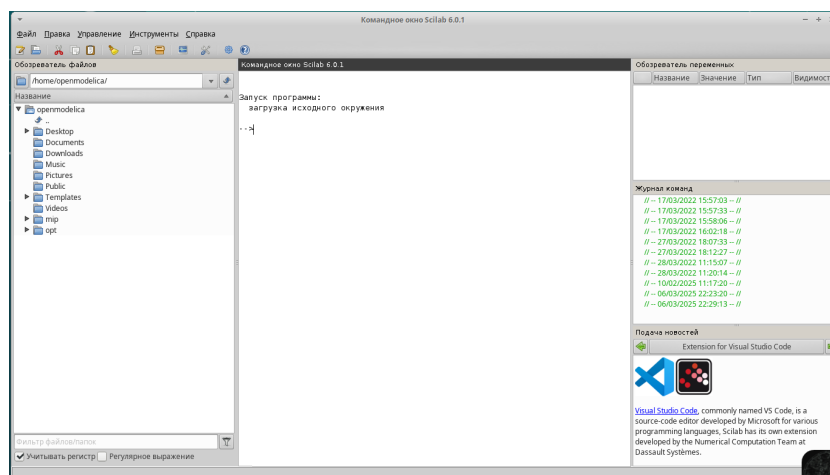 Командное окно Scilab 6.0.1
Файл Правка Управление Инструменты Справка
Обозреватель файлов
/home/openmodelica/
Название
openmodelica
..
Desktop
Documents
Downloads
Music
Pictures
Public
Templates
Videos
mip
opt
Фильтр файлов/папок
Учитывать регистр Регулярное выражение
Командное окно Scilab 6.0.1
Запуск программы:
загрузка исходного окружения
-->
Обозреватель переменных
Название Значение Тип Видимост
Журнал команд
// -- 17/03/2022 15:57:03 -- //
// -- 17/03/2022 15:57:33 -- //
// -- 17/03/2022 15:58:06 -- //
// -- 17/03/2022 16:02:18 -- //
// -- 27/03/2022 18:07:33 -- //
// -- 27/03/2022 18:12:27 -- //
// -- 28/03/2022 11:15:07 -- //
// -- 28/03/2022 11:20:14 -- //
// -- 10/02/2025 11:17:20 -- //
// -- 06/03/2025 22:23:20 -- //
// -- 06/03/2025 22:29:13 -- //
Подача новостей
Extension for Visual Studio Code
Visual Studio Code, commonly named VS Code, is a
source-code editor developed by Microsoft for various
programming languages, Scilab has its own extension
developed by the Numerical Computation Team at
Dassault Systèmes.